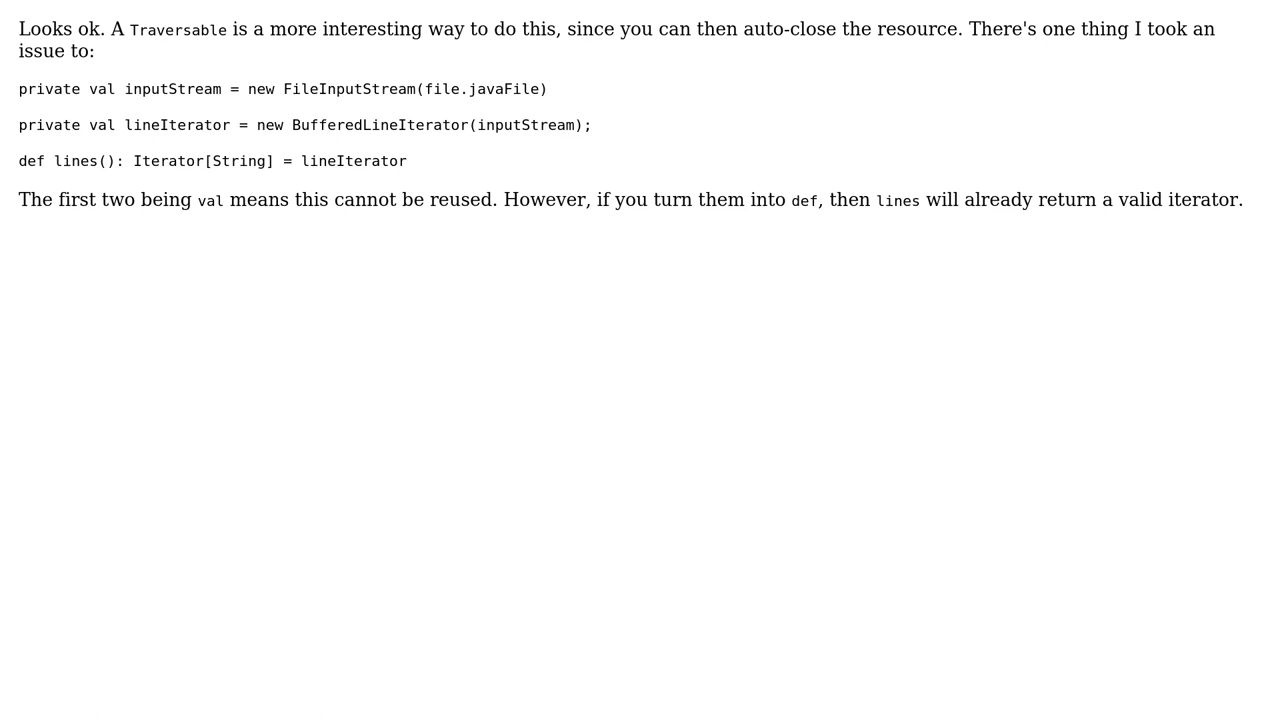 Looks ok. A Traversable is a more interesting way to do this, since you can then auto-close the resource. There's one thing I took an
issue to:
private val inputStream = new FileInputStream(file.javaFile)
private val lineIterator = new BufferedLineIterator(inputStream);
def lines(): Iterator[String] = lineIterator
The first two being val means this cannot be reused. However, if you turn them into def, then lines will already return a valid iterator.